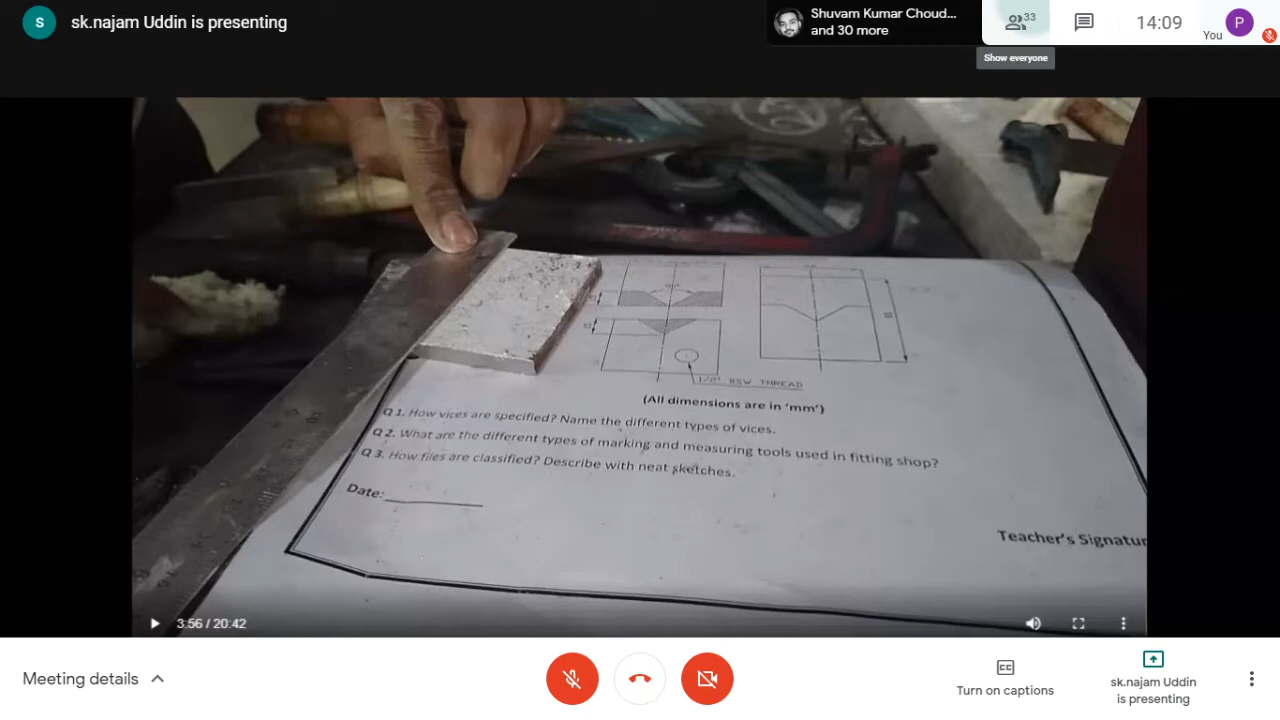 S
sk.najam Uddin is presenting
Shuvam Kumar Choud...
and 30 more
33
14:09
You
P
Show everyone
1/2" BSW THREAD
(All dimensions are in 'mm')
Q 1. How vices are specified? Name the different types of vices.
Q 2. What are the different types of marking and measuring tools used in fitting shop?
Q 3. How files are classified? Describe with neat sketches.
Date:
Teacher's Signatur
3:56 / 20:42
Meeting details
CC
Turn on captions
sk.najam Uddin
is presenting